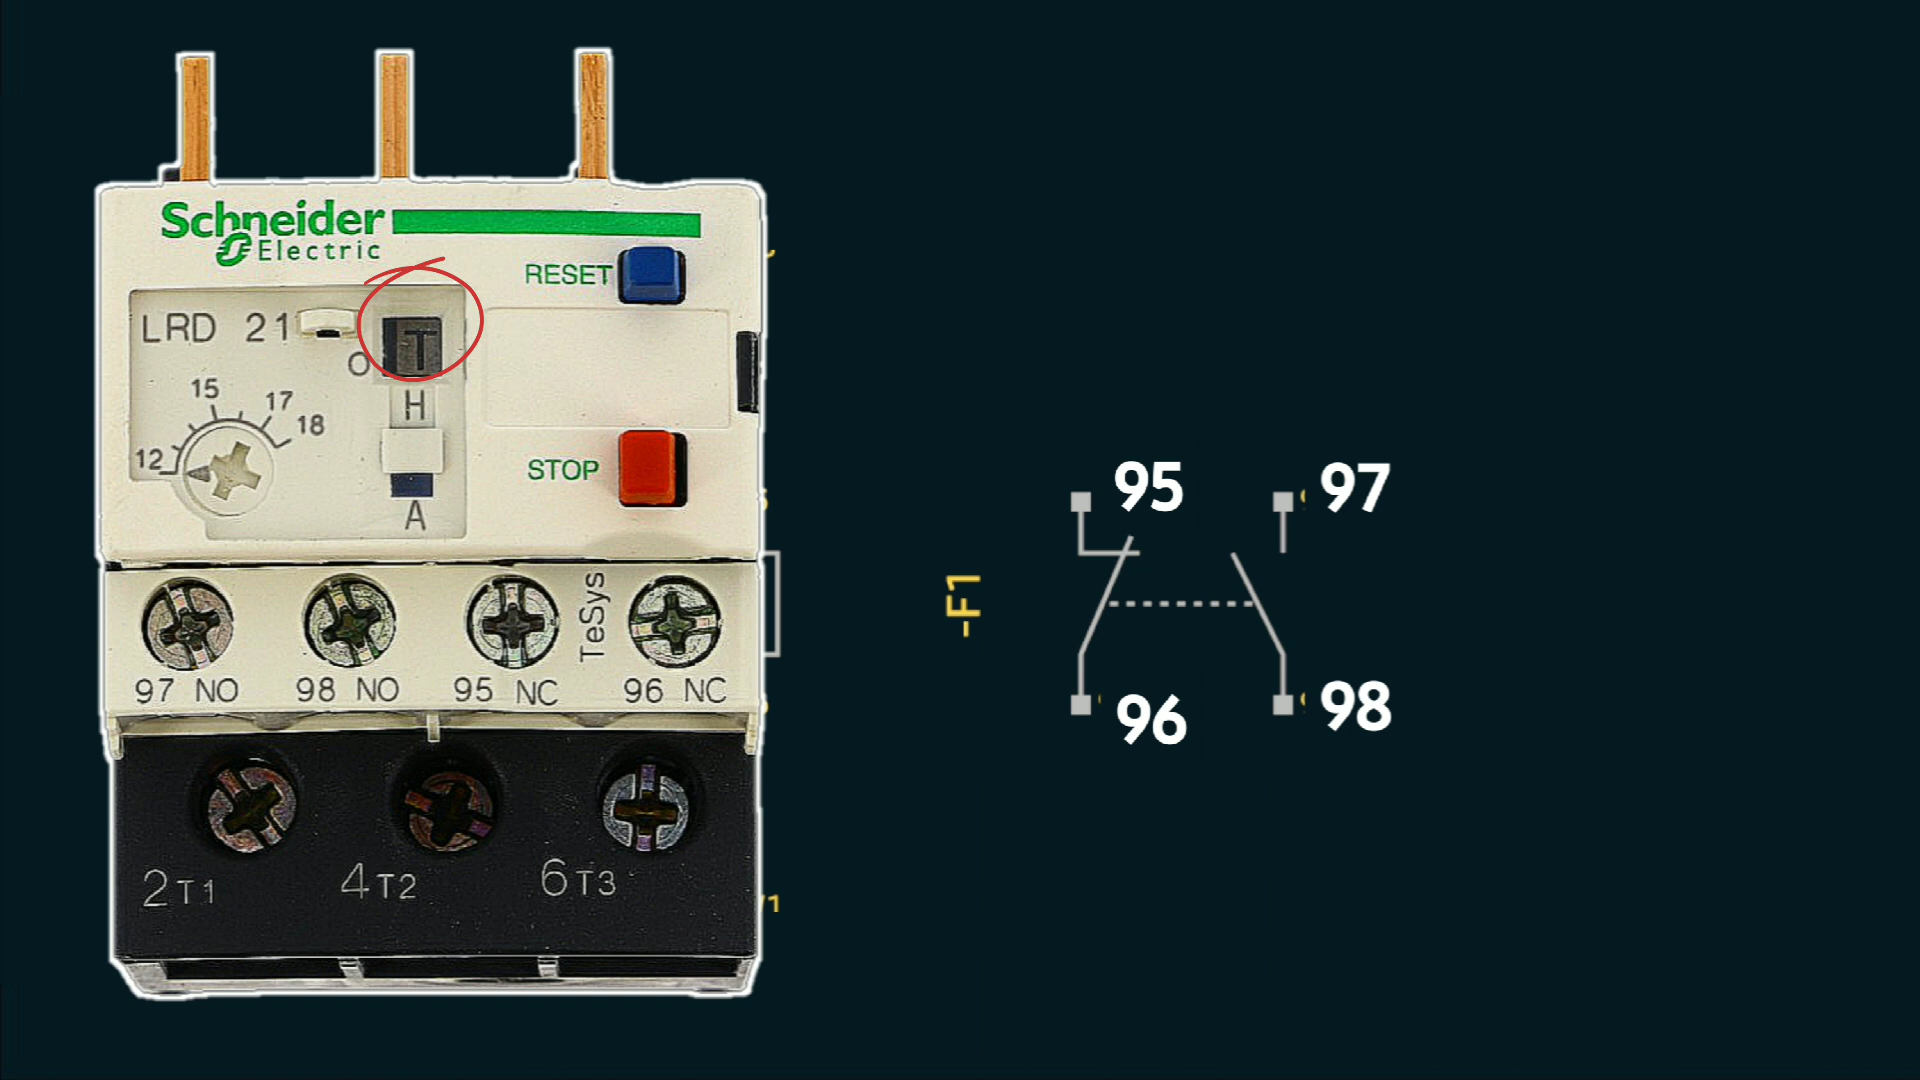 Schneider
Electric
RESET
LRD 21
T
O
H
15
17
18
12
STOP
A
TeSys
97 NO
98 NO
95 NC
96 NC
2T1
4T2
6T3
-F1
95
97
96
98